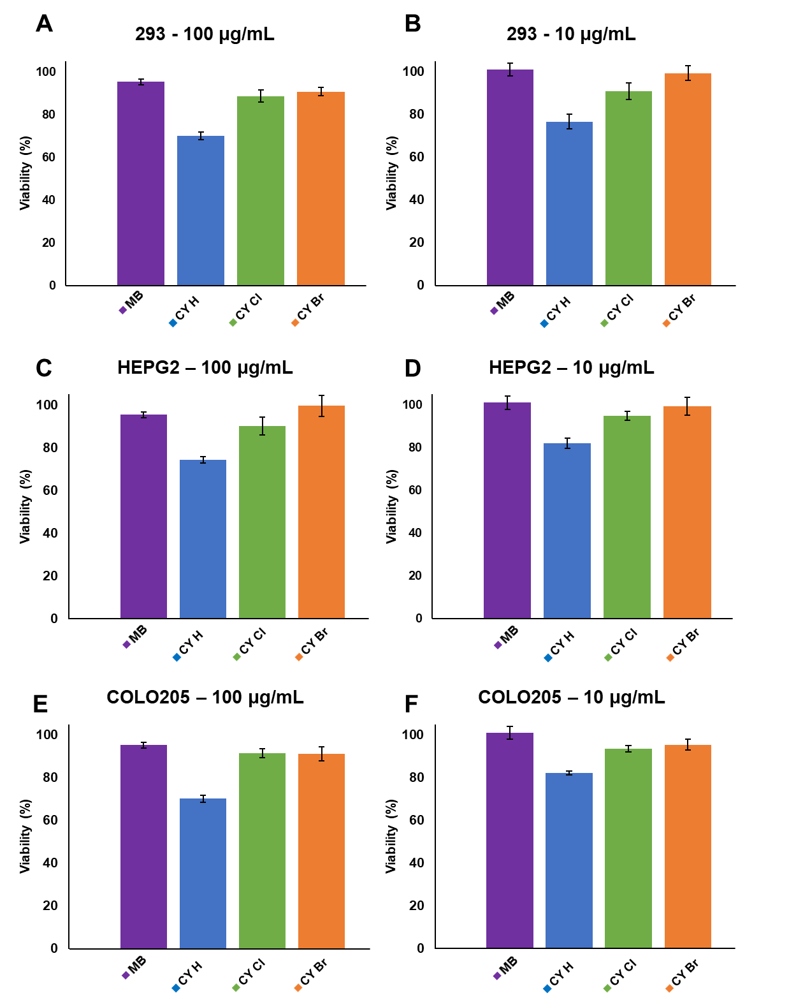 A
293 - 100 µg/mL
100
80
60
40
20
0
Viability (%)
MB
CY H
CY Cl
CY Br
B
293 - 10 µg/mL
100
80
60
40
20
0
Viability (%)
MB
CY H
CY Cl
CY Br
C
HEPG2 – 100 µg/mL
100
80
60
40
20
0
Viability (%)
MB
CY H
CY Cl
CY Br
D
HEPG2 – 10 µg/mL
100
80
60
40
20
0
Viability (%)
MB
CY H
CY Cl
CY Br
E
COLO205 – 100 µg/mL
100
80
60
40
20
0
Viability (%)
MB
CY H
CY Cl
CY Br
F
COLO205 – 10 µg/mL
100
80
60
40
20
0
Viability (%)
MB
CY H
CY Cl
CY Br